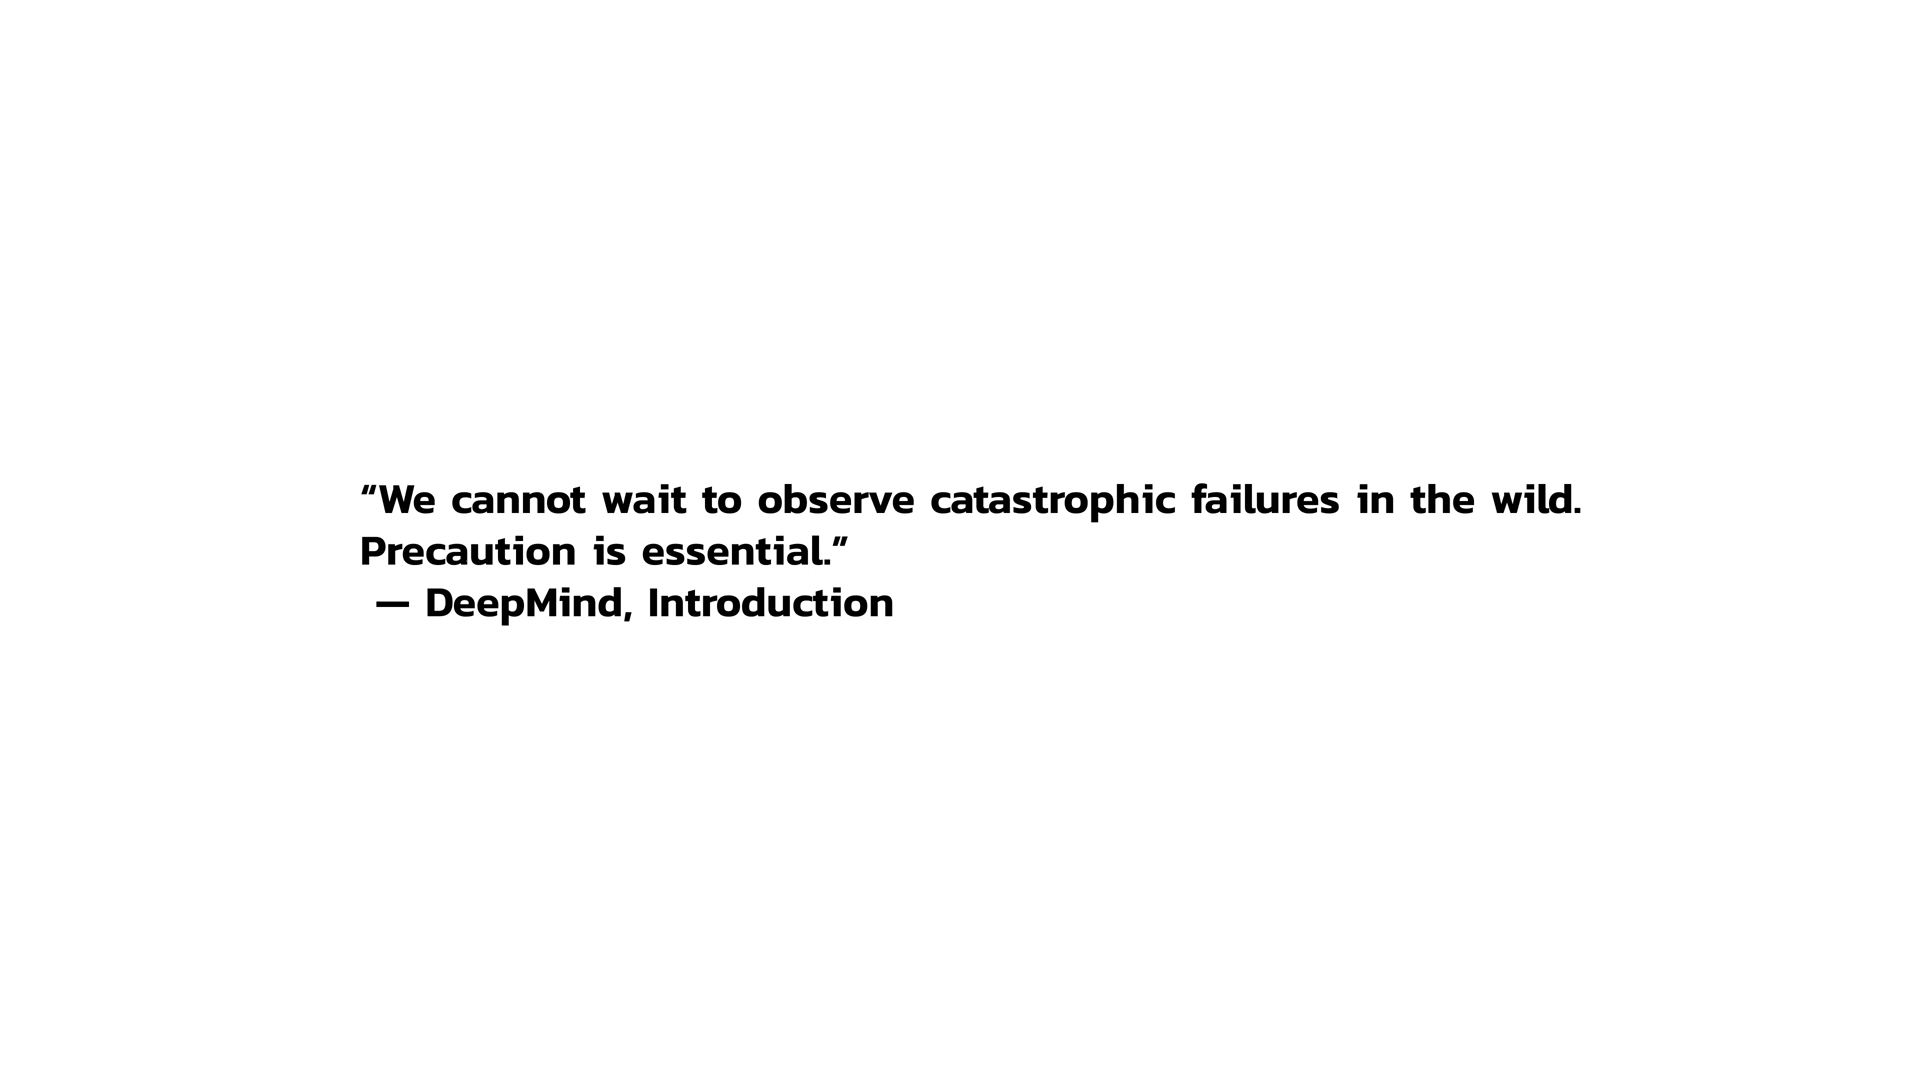 “We cannot wait to observe catastrophic failures in the wild.
Precaution is essential.”
— DeepMind, Introduction